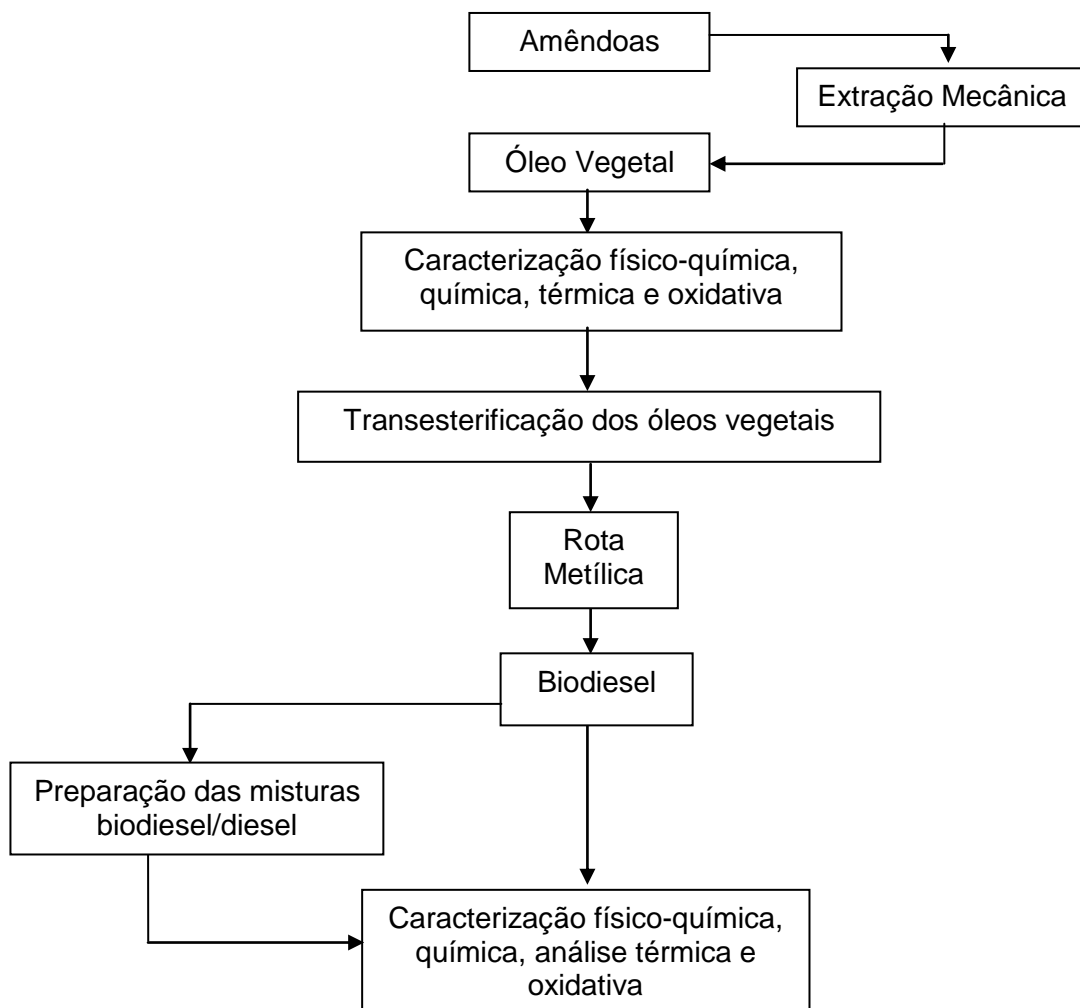 Amêndoas
Extração Mecânica
Óleo Vegetal
Caracterização físico-química,
química, térmica e oxidativa
Transesterificação dos óleos vegetais
Rota
Metílica
Biodiesel
Preparação das misturas
biodiesel/diesel
Caracterização físico-química,
química, análise térmica e
oxidativa